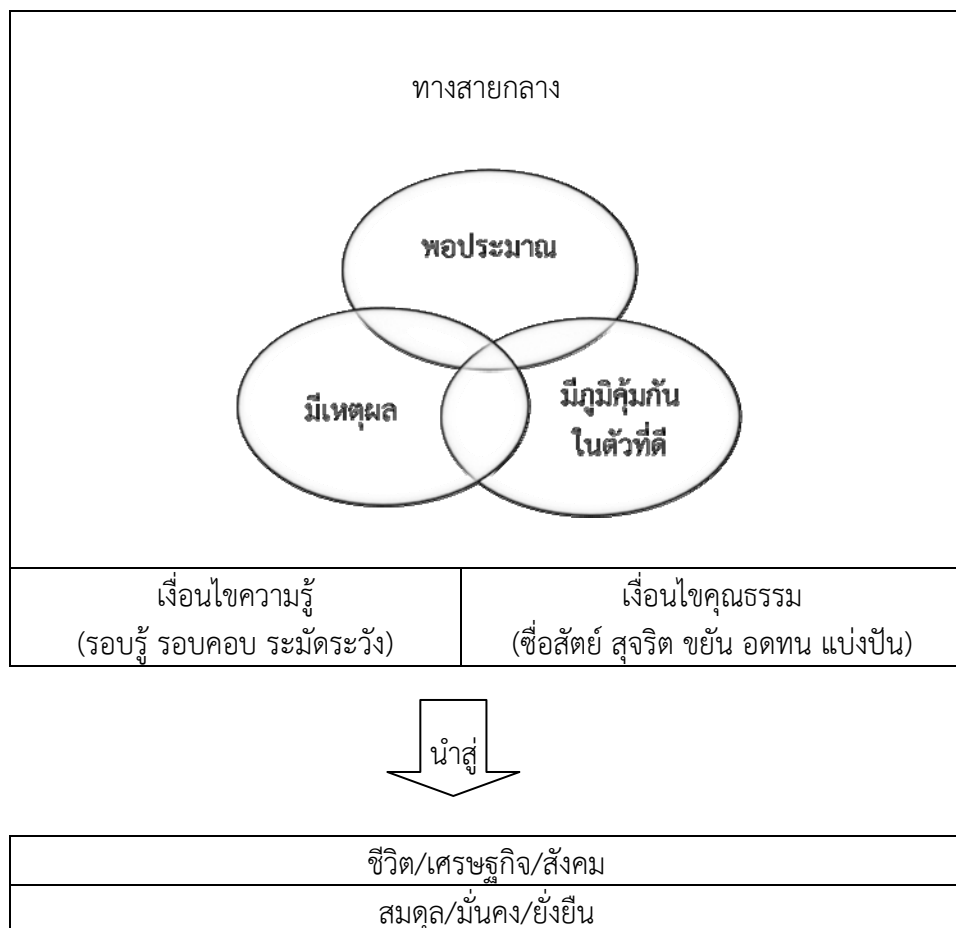 ทางสายกลาง
พอประมาณ
มีเหตุผล
มีภูมิคุ้มกัน
ในตัวที่ดี
เงื่อนไขความรู้
(รอบรู้ รอบคอบ ระมัดระวัง)
เงื่อนไขคุณธรรม
(ซื่อสัตย์ สุจริต ขยัน อดทน แบ่งปัน)
นำสู่
ชีวิต/เศรษฐกิจ/สังคม
สมดุล/มั่นคง/ยั่งยืน